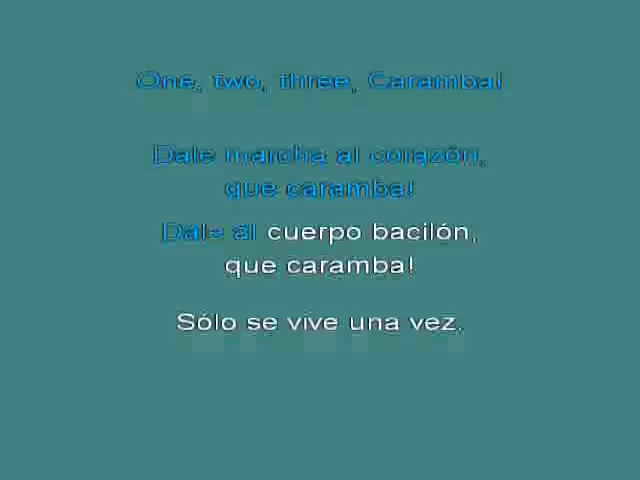 One, two, three, Caramba!
Dale marcha al corazón,
que caramba!
Dale al cuerpo bacilón,
que caramba!
Sólo se vive una vez.